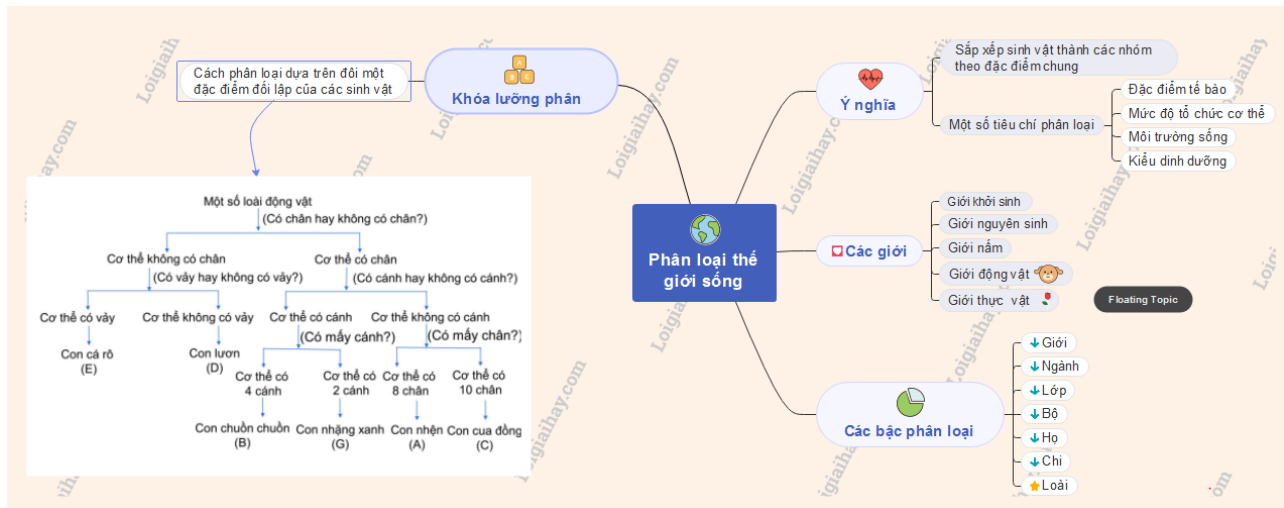 Phân loại thế
giới sống
Khóa lưỡng phân
Cách phân loại dựa trên đôi một
đặc điểm đối lập của các sinh vật
Một số loài động vật
(Có chân hay không có chân?)
Cơ thể không có chân
Cơ thể có chân
(Có vảy hay không có vảy?)
(Có cánh hay không có cánh?)
Cơ thể có vảy
Cơ thể không có vảy
Cơ thể có cánh
Cơ thể không có cánh
(Có mấy cánh?)
(Có mấy chân?)
Con cá rô
(E)
Con lươn
(D)
Cơ thể có
4 cánh
Cơ thể có
2 cánh
Cơ thể có
8 chân
Cơ thể có
10 chân
Con chuồn chuồn
(B)
Con nhặng xanh
(G)
Con nhện
(A)
Con cua đồng
(C)
Ý nghĩa
Sắp xếp sinh vật thành các nhóm
theo đặc điểm chung
Một số tiêu chí phân loại
Đặc điểm tế bào
Mức độ tổ chức cơ thể
Môi trường sống
Kiểu dinh dưỡng
Các giới
Giới khởi sinh
Giới nguyên sinh
Giới nấm
Giới động vật
Giới thực vật
Floating Topic
Các bậc phân loại
Giới
Ngành
Lớp
Bộ
Họ
Chi
Loài
A
B C
Loigiaihay.com